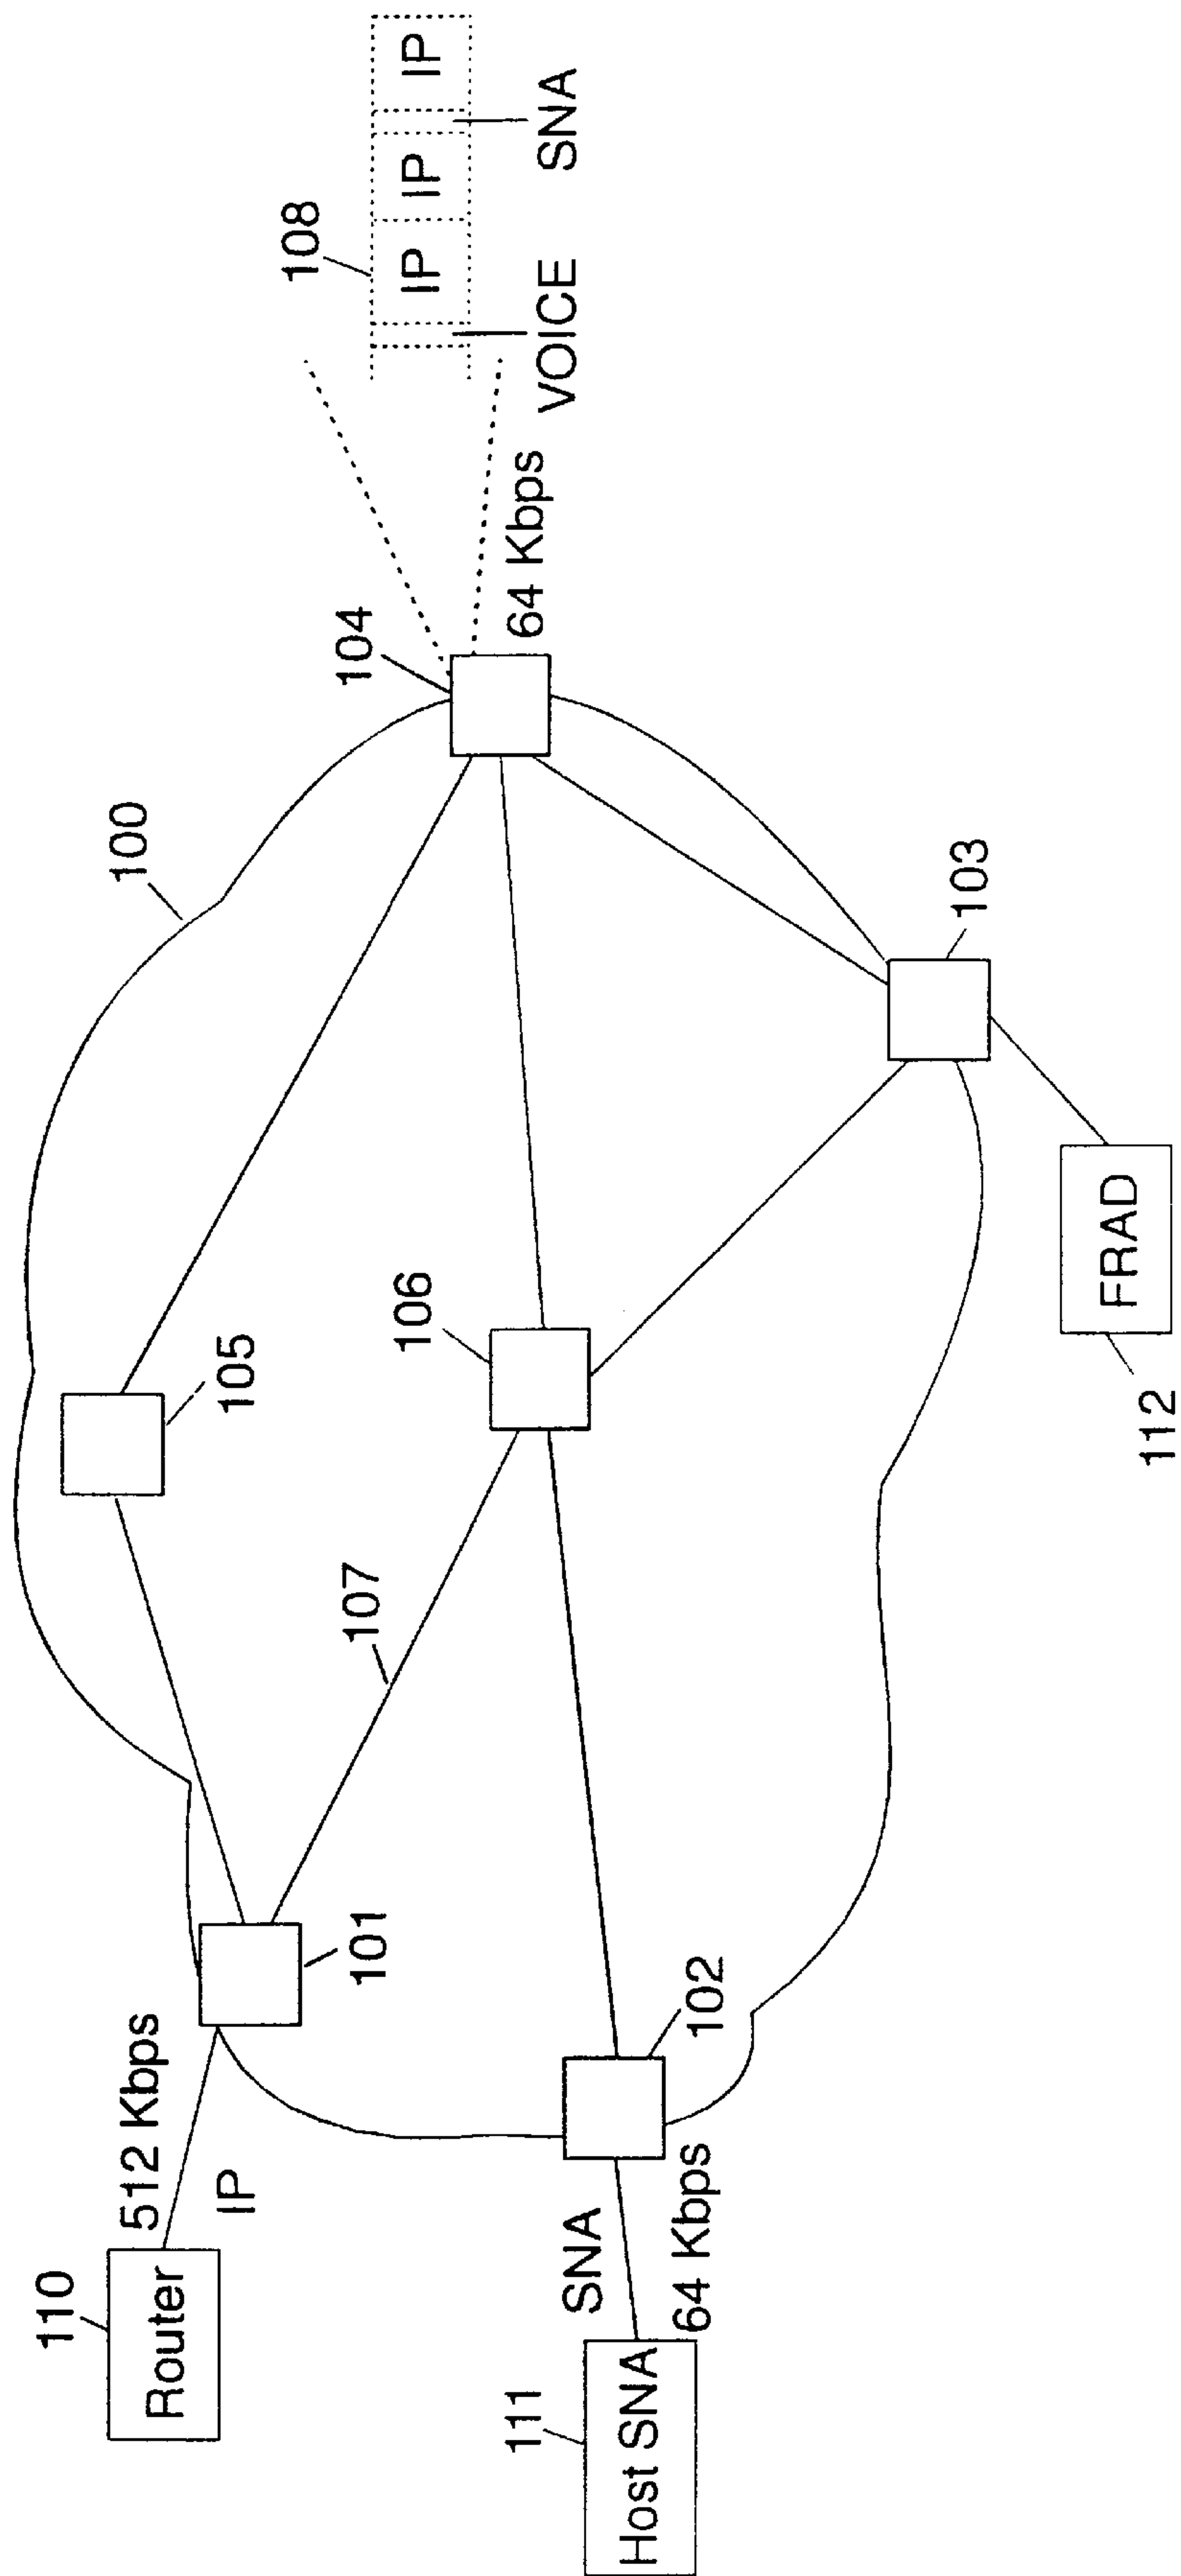 110
Router
512 Kbps
IP
101
111
Host SNA
SNA
64 Kbps
102
107
105
106
100
104
64 Kbps
103
112
FRAD
108
IP
IP
IP
VOICE
SNA